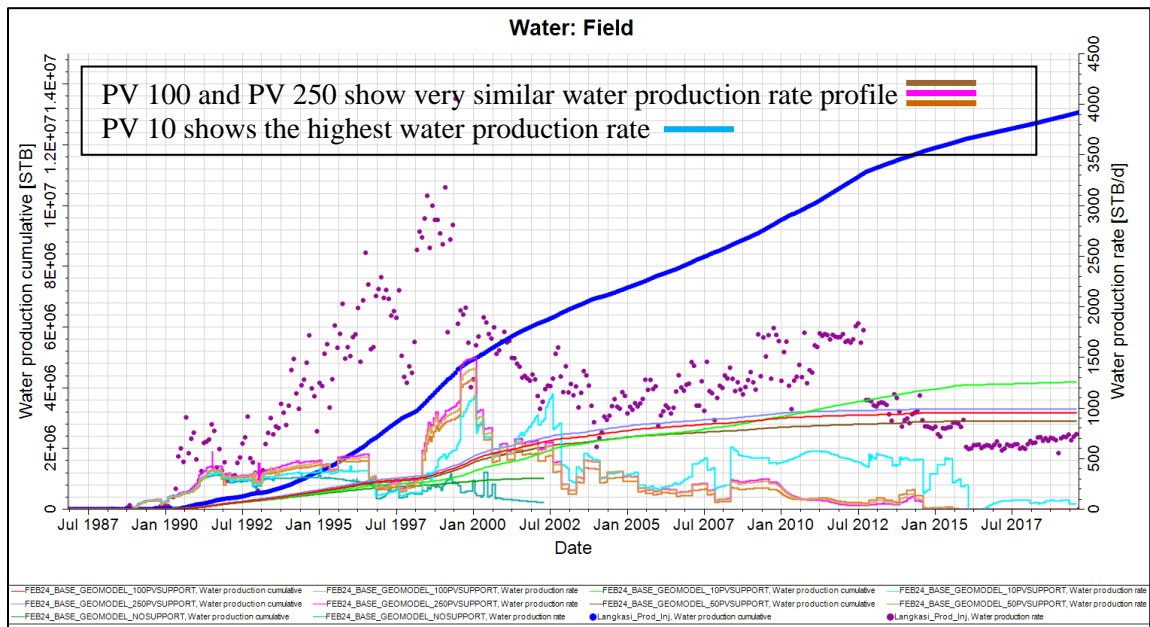 Water: Field
PV 100 and PV 250 show very similar water production rate profile
PV 10 shows the highest water production rate
Water production cumulative [STB]
1.4E+07
1.2E+07
1E+07
8E+06
6E+06
4E+06
2E+06
0
4500
4000
3500
3000
2500
2000
1500
1000
500
0
Water production rate [STB/d]
Jul 1987 Jan 1990 Jul 1992 Jan 1995 Jul 1997 Jan 2000 Jul 2002 Jan 2005 Jul 2007 Jan 2010 Jul 2012 Jan 2015 Jul 2017
Date
FEB24_BASE_GEOMODEL_100PVSUPPORT, Water production cumulative FEB24_BASE_GEOMODEL_100PVSUPPORT, Water production rate FEB24_BASE_GEOMODEL_10PVSUPPORT, Water production cumulative FEB24_BASE_GEOMODEL_10PVSUPPORT, Water production rate
FEB24_BASE_GEOMODEL_250PVSUPPORT, Water production cumulative FEB24_BASE_GEOMODEL_250PVSUPPORT, Water production rate FEB24_BASE_GEOMODEL_50PVSUPPORT, Water production cumulative FEB24_BASE_GEOMODEL_50PVSUPPORT, Water production rate
FEB24_BASE_GEOMODEL_NOSUPPORT, Water production cumulative FEB24_BASE_GEOMODEL_NOSUPPORT, Water production rate Langkasi_Prod_Inj, Water production cumulative Langkasi_Prod_Inj, Water production rate